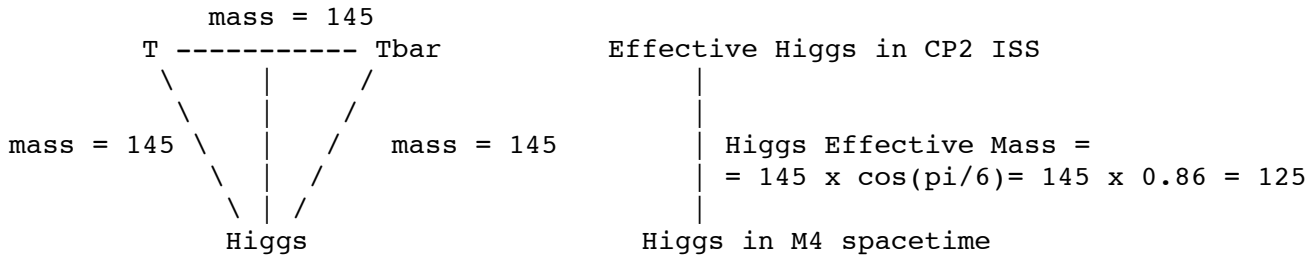 mass = 145
T ----------- Tbar Effective Higgs in CP2 ISS
mass = 145 mass = 145 Higgs Effective Mass =
= 145 x cos(pi/6)= 145 x 0.86 = 125
Higgs Higgs in M4 spacetime